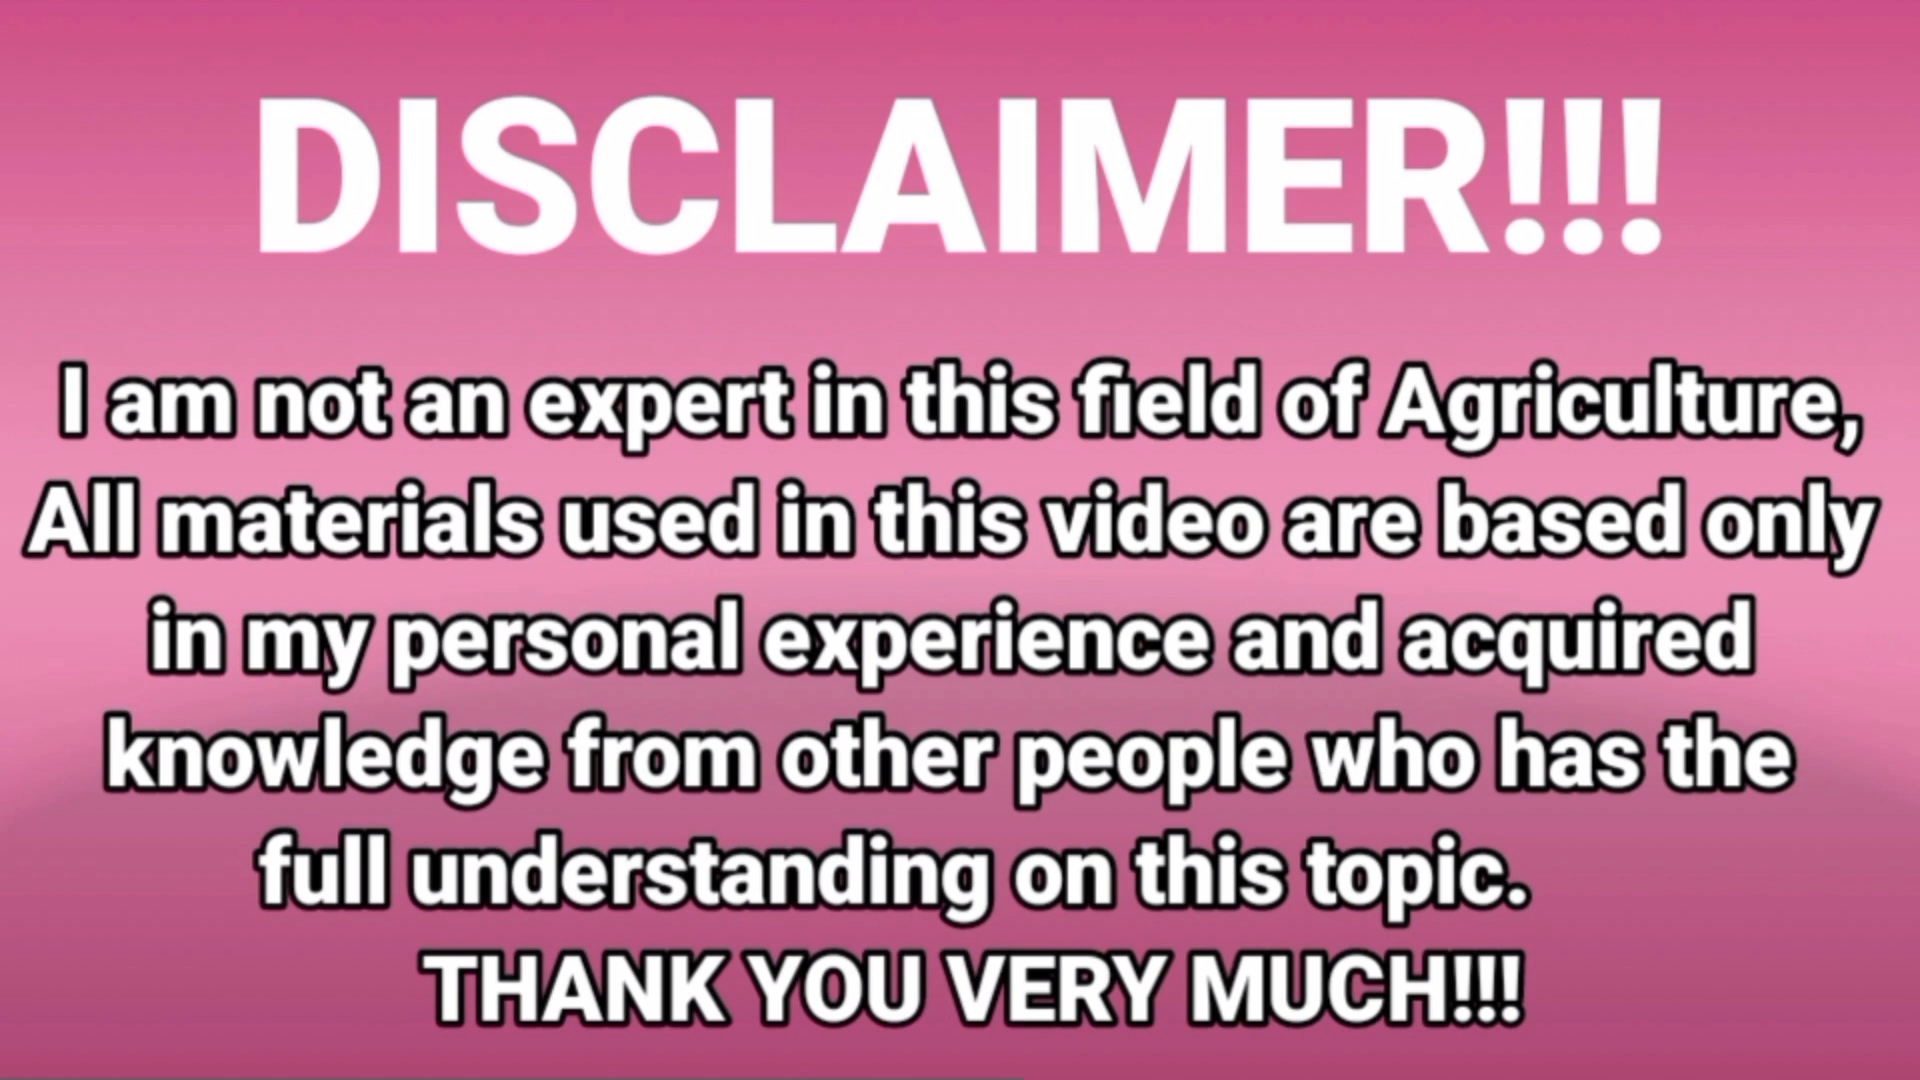 DISCLAIMER!!!
I am not an expert in this field of Agriculture,
All materials used in this video are based only
in my personal experience and acquired
knowledge from other people who has the
full understanding on this topic.
THANK YOU VERY MUCH!!!